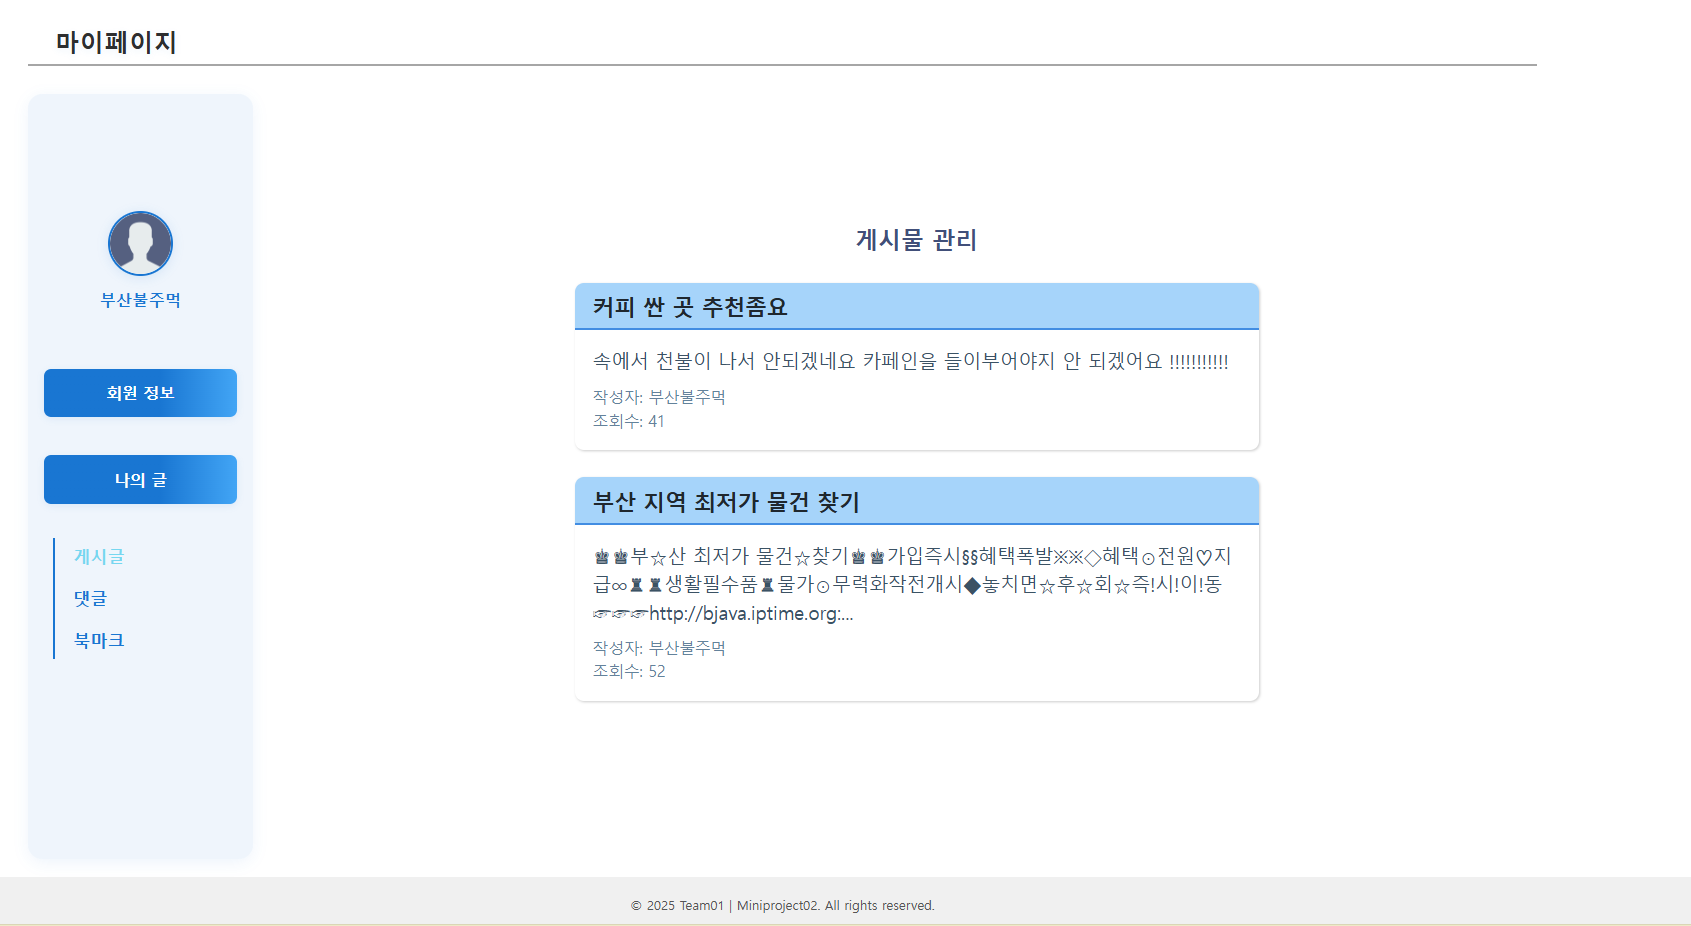 마이페이지
부산불주먹
회원 정보
나의 글
게시글
댓글
북마크
게시물 관리
커피 싼 곳 추천좀요
속에서 천불이 나서 안되겠네요 카페인을 들이부어야지 안 되겠어요 !!!!!!!!!!!
작성자: 부산불주먹
조회수: 41
부산 지역 최저가 물건 찾기
♚♚부☆산 최저가 물건☆찾기♚♚가입즉시§§혜택폭발※※◇혜택⊙전원♡지
급∞♜♜생활필수품♜물가⊙무력화작전개시◆놓치면☆후☆회☆즉!시!이!동
☞☞☞http://bjava.iptime.org:...
작성자: 부산불주먹
조회수: 52
© 2025 Team01 | Miniproject02. All rights reserved.